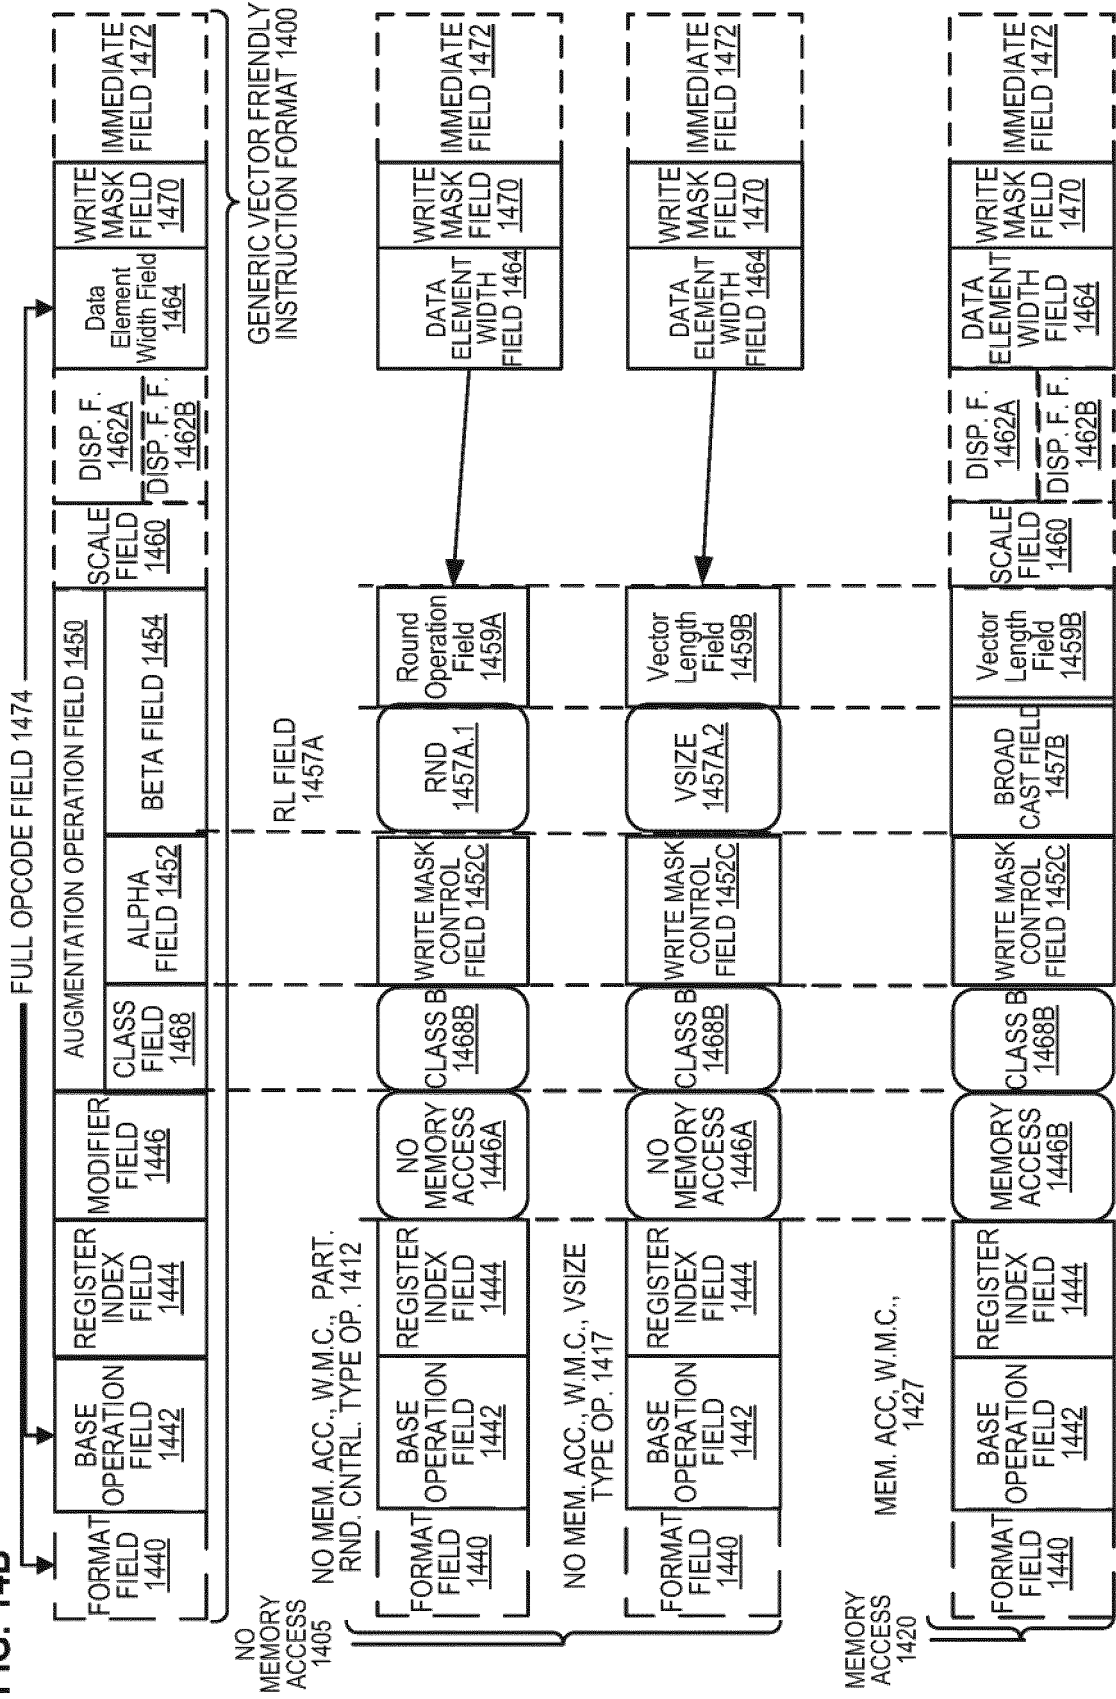 FIG. 14B
FULL OPCODE FIELD 1474
FORMAT
FIELD
1440
BASE
OPERATION
FIELD
1442
REGISTER
INDEX
FIELD
1444
MODIFIER
FIELD
1446
AUGMENTATION OPERATION FIELD 1450
CLASS
FIELD
1468
ALPHA
FIELD 1452
BETA FIELD 1454
SCALE
FIELD
1460
DISP. F.
1462A
DISP. F. F.
1462B
Data
Element
Width Field
1464
WRITE
MASK
FIELD
1470
IMMEDIATE
FIELD 1472
GENERIC VECTOR FRIENDLY
INSTRUCTION FORMAT 1400
NO
MEMORY
ACCESS
1405
RL FIELD
1457A
NO MEM. ACC., W.M.C., PART.
RND. CNTRL. TYPE OP. 1412
FORMAT
FIELD
1440
BASE
OPERATION
FIELD
1442
REGISTER
INDEX
FIELD
1444
NO
MEMORY
ACCESS
1446A
CLASS B
1468B
WRITE MASK
CONTROL
FIELD 1452C
RND
1457A.1
Round
Operation
Field
1459A
DATA
ELEMENT
WIDTH
FIELD 1464
WRITE
MASK
FIELD
1470
IMMEDIATE
FIELD 1472
NO MEM. ACC., W.M.C., VSIZE
TYPE OP. 1417
FORMAT
FIELD
1440
BASE
OPERATION
FIELD
1442
REGISTER
INDEX
FIELD
1444
NO
MEMORY
ACCESS
1446A
CLASS B
1468B
WRITE MASK
CONTROL
FIELD 1452C
VSIZE
1457A.2
Vector
Length
Field
1459B
DATA
ELEMENT
WIDTH
FIELD 1464
WRITE
MASK
FIELD
1470
IMMEDIATE
FIELD 1472
MEMORY
ACCESS
1420
MEM. ACC, W.M.C.,
1427
FORMAT
FIELD
1440
BASE
OPERATION
FIELD
1442
REGISTER
INDEX
FIELD
1444
MEMORY
ACCESS
1446B
CLASS B
1468B
WRITE MASK
CONTROL
FIELD 1452C
BROAD
CAST FIELD
1457B
Vector
Length
Field
1459B
SCALE
FIELD
1460
DISP. F.
1462A
DISP. F. F.
1462B
DATA
ELEMENT
WIDTH
FIELD
1464
WRITE
MASK
FIELD
1470
IMMEDIATE
FIELD 1472